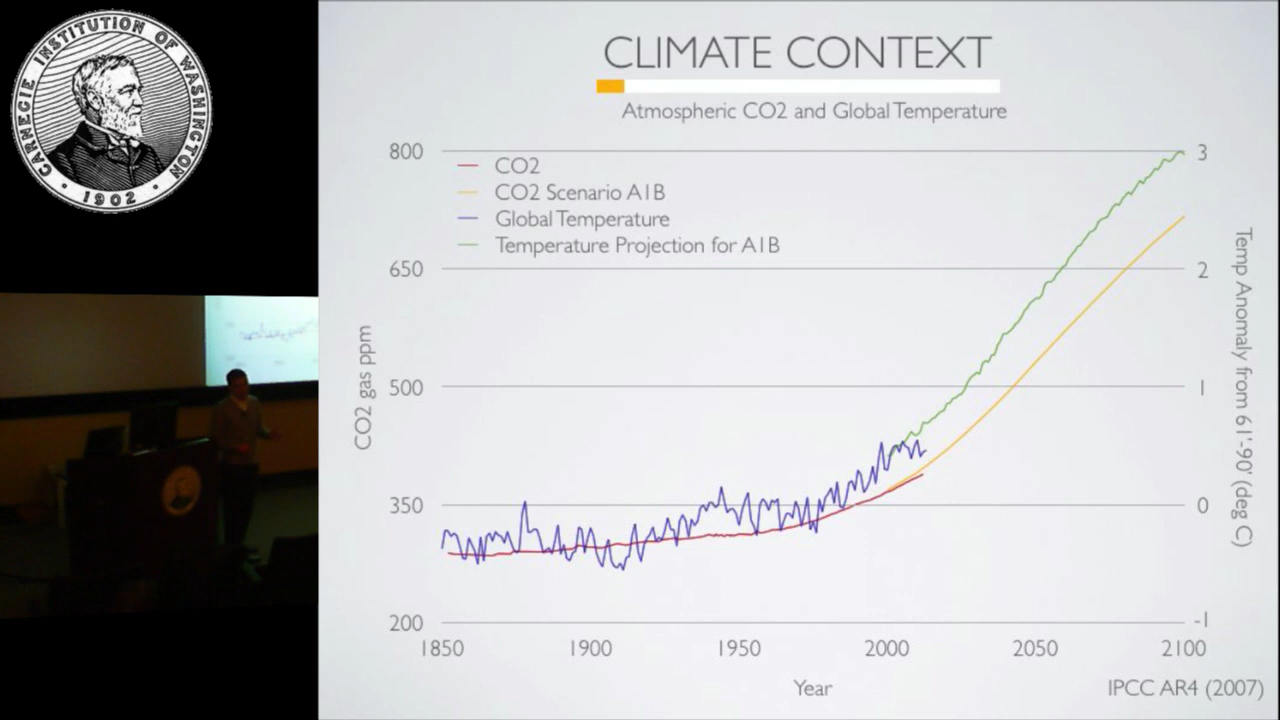 CARNEGIE INSTITUTION OF WASHINGTON
· 1902 ·
CLIMATE CONTEXT
Atmospheric CO2 and Global Temperature
800
650
500
350
200
3
2
1
0
-1
CO2
CO2 Scenario A1B
Global Temperature
Temperature Projection for A1B
CO2 gas ppm
Temp Anomaly from 61'-90' (deg C)
1850 1900 1950 2000 2050 2100
Year
IPCC AR4 (2007)